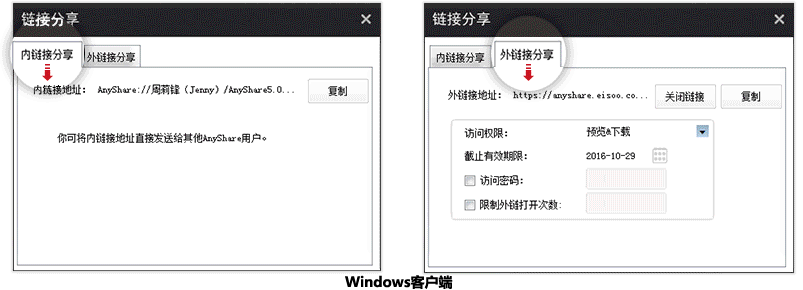 链接分享
内链接分享 外链接分享
内链接地址: AnyShare://周莉锋（Jenny）/AnyShare5.0... 复制
你可将内链接地址直接发送给其他AnyShare用户。
链接分享
内链接分享 外链接分享
外链接地址: https://anyshare.eisoo.co... 关闭链接 复制
访问权限: 预览&下载
截止有效期限: 2016-10-29
访问密码:
限制外链打开次数:
Windows客户端